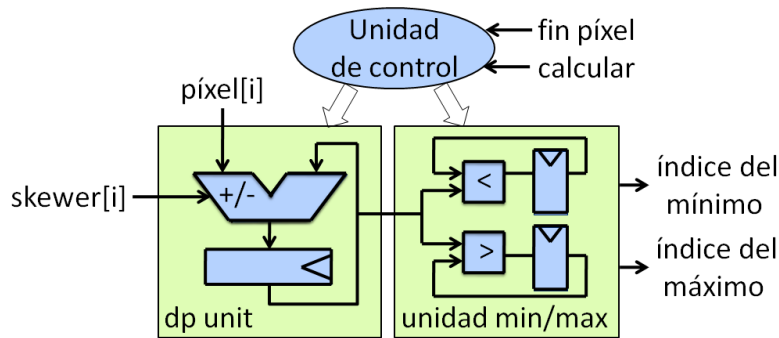 Unidad
de control
fin píxel
calcular
píxel[i]
skewer[i]
+/-
<
>
índice del
mínimo
índice del
máximo
dp unit
unidad min/max